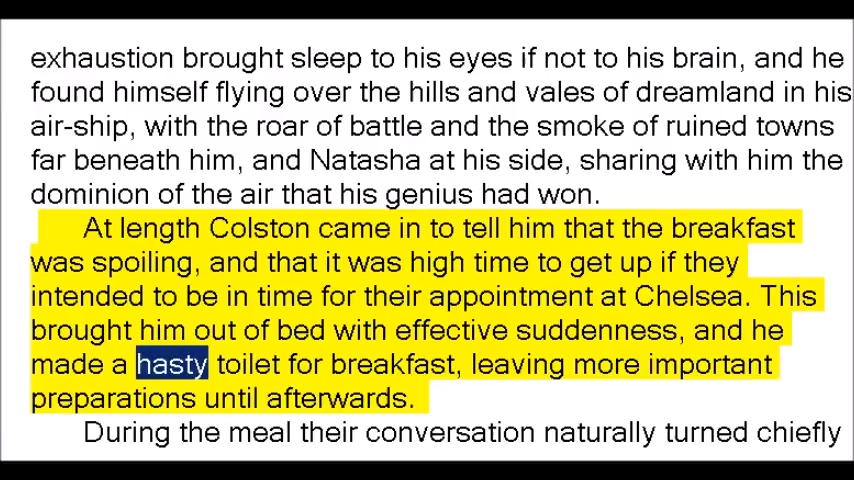 exhaustion brought sleep to his eyes if not to his brain, and he
found himself flying over the hills and vales of dreamland in his
air-ship, with the roar of battle and the smoke of ruined towns
far beneath him, and Natasha at his side, sharing with him the
dominion of the air that his genius had won.
At length Colston came in to tell him that the breakfast
was spoiling, and that it was high time to get up if they
intended to be in time for their appointment at Chelsea. This
brought him out of bed with effective suddenness, and he
made a hasty toilet for breakfast, leaving more important
preparations until afterwards.
During the meal their conversation naturally turned chiefly